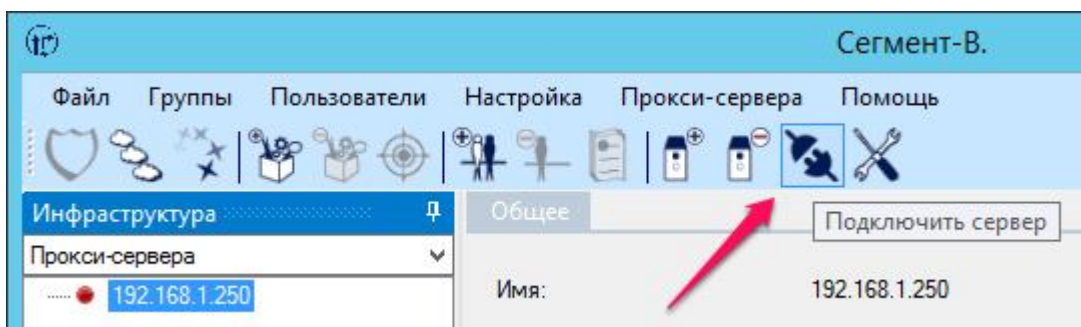 Сегмент-В.
Файл Группы Пользователи Настройка Прокси-сервера Помощь
Инфраструктура
Общее
Подключить сервер
Прокси-сервера
192.168.1.250
Имя: 192.168.1.250